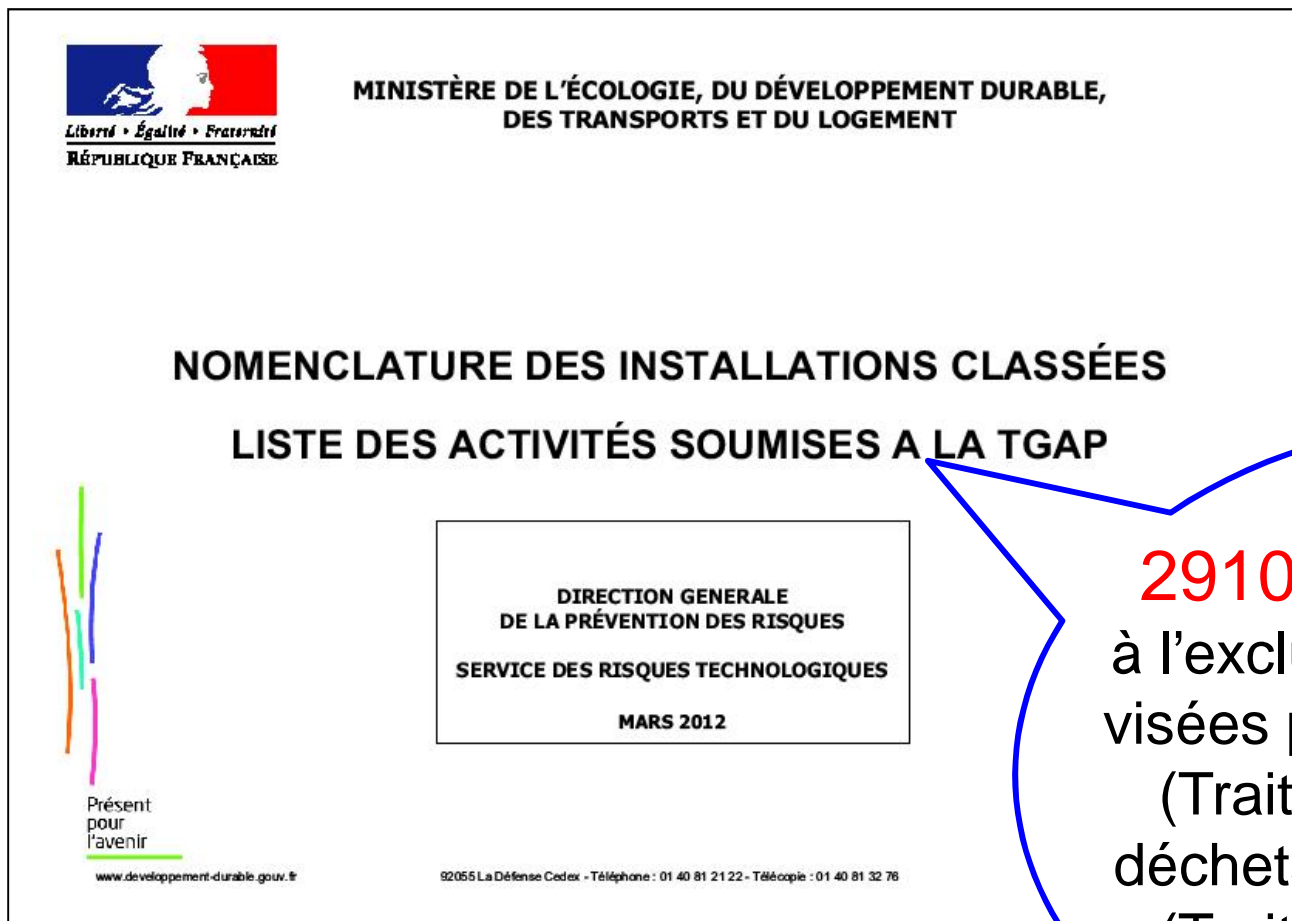 Liberté • Égalité • Fraternité
RÉPUBLIQUE FRANÇAISE
MINISTÈRE DE L'ÉCOLOGIE, DU DÉVELOPPEMENT DURABLE,
DES TRANSPORTS ET DU LOGEMENT
NOMENCLATURE DES INSTALLATIONS CLASSÉES
LISTE DES ACTIVITÉS SOUMISES A LA TGAP
DIRECTION GENERALE
DE LA PRÉVENTION DES RISQUES
SERVICE DES RISQUES TECHNOLOGIQUES
MARS 2012
Présent
pour
l'avenir
www.developpement-durable.gouv.fr
92055 La Défense Cedex - Téléphone : 01 40 81 21 22 - Télécopie : 01 40 81 32 76
2910
à l'exclu
visées
(Trait
déchet